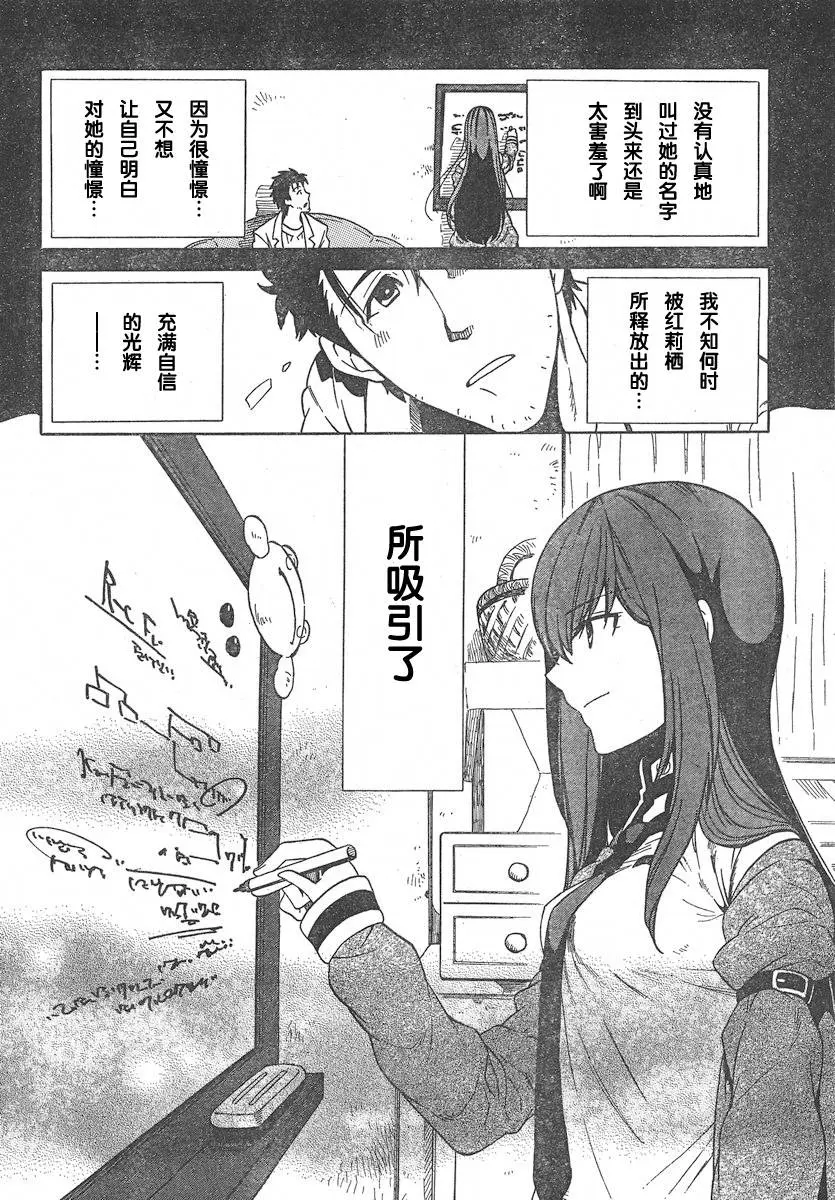 没有认真地
叫过她的名字
到头来还是
太害羞了啊
因为很憧憬…
又不想
让自己明白
对她的憧憬…
我不知何时
被红莉栖
所释放出的…
充满自信
的光辉
——…
所吸引了